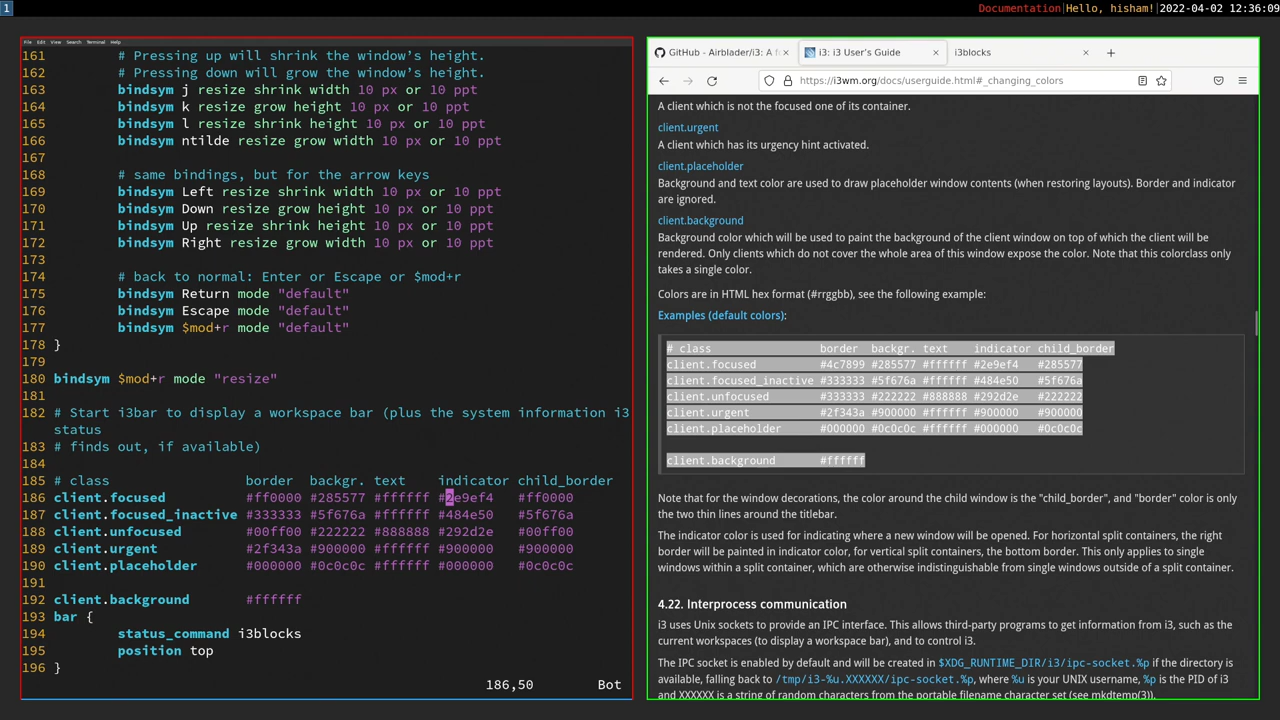 1
Documentation|Hello, hisham!|2022-04-02 12:36:09
File Edit View Search Terminal Help
161 # Pressing up will shrink the window’s height.
162 # Pressing down will grow the window’s height.
163 bindsym j resize shrink width 10 px or 10 ppt
164 bindsym k resize grow height 10 px or 10 ppt
165 bindsym l resize shrink height 10 px or 10 ppt
166 bindsym ntilde resize grow width 10 px or 10 ppt
167
168 # same bindings, but for the arrow keys
169 bindsym Left resize shrink width 10 px or 10 ppt
170 bindsym Down resize grow height 10 px or 10 ppt
171 bindsym Up resize shrink height 10 px or 10 ppt
172 bindsym Right resize grow width 10 px or 10 ppt
173
174 # back to normal: Enter or Escape or $mod+r
175 bindsym Return mode "default"
176 bindsym Escape mode "default"
177 bindsym $mod+r mode "default"
178 }
179
180 bindsym $mod+r mode "resize"
181
182 # Start i3bar to display a workspace bar (plus the system information i3
status
183 # finds out, if available)
184
185 # class border backgr. text indicator child_border
186 client.focused #ff0000 #285577 #ffffff #2e9ef4 #ff0000
187 client.focused_inactive #333333 #5f676a #ffffff #484e50 #5f676a
188 client.unfocused #00ff00 #222222 #888888 #292d2e #00ff00
189 client.urgent #2f343a #900000 #ffffff #900000 #900000
190 client.placeholder #000000 #0c0c0c #ffffff #000000 #0c0c0c
191
192 client.background #ffffff
193 bar {
194 status_command i3blocks
195 position top
196 }
186,50 Bot
GitHub - Airblader/i3: A f
i3: i3 User's Guide
i3blocks
https://i3wm.org/docs/userguide.html#_changing_colors
A client which is not the focused one of its container.
client.urgent
A client which has its urgency hint activated.
client.placeholder
Background and text color are used to draw placeholder window contents (when restoring layouts). Border and indicator
are ignored.
client.background
Background color which will be used to paint the background of the client window on top of which the client will be
rendered. Only clients which do not cover the whole area of this window expose the color. Note that this colorclass only
takes a single color.
Colors are in HTML hex format (#rrggbb), see the following example:
Examples (default colors):
# class border backgr. text indicator child_border
client.focused #4c7899 #285577 #ffffff #2e9ef4 #285577
client.focused_inactive #333333 #5f676a #ffffff #484e50 #5f676a
client.unfocused #333333 #222222 #888888 #292d2e #222222
client.urgent #2f343a #900000 #ffffff #900000 #900000
client.placeholder #000000 #0c0c0c #ffffff #000000 #0c0c0c
client.background #ffffff
Note that for the window decorations, the color around the child window is the "child_border", and "border" color is only
the two thin lines around the titlebar.
The indicator color is used for indicating where a new window will be opened. For horizontal split containers, the right
border will be painted in indicator color, for vertical split containers, the bottom border. This only applies to single
windows within a split container, which are otherwise indistinguishable from single windows outside of a split container.
4.22. Interprocess communication
i3 uses Unix sockets to provide an IPC interface. This allows third-party programs to get information from i3, such as the
current workspaces (to display a workspace bar), and to control i3.
The IPC socket is enabled by default and will be created in $XDG_RUNTIME_DIR/i3/ipc-socket.%p if the directory is
available, falling back to /tmp/i3-%u.XXXXXX/ipc-socket.%p, where %u is your UNIX username, %p is the PID of i3
and XXXXXX is a string of random characters from the portable filename character set (see mkdtemp(3)).